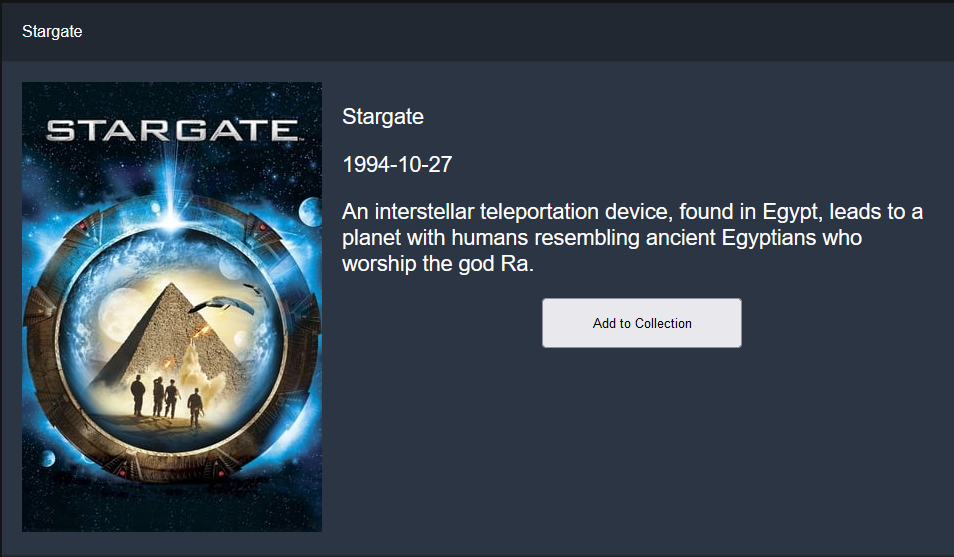 Stargate
STARGATE
Stargate
1994-10-27
An interstellar teleportation device, found in Egypt, leads to a
planet with humans resembling ancient Egyptians who
worship the god Ra.
Add to Collection